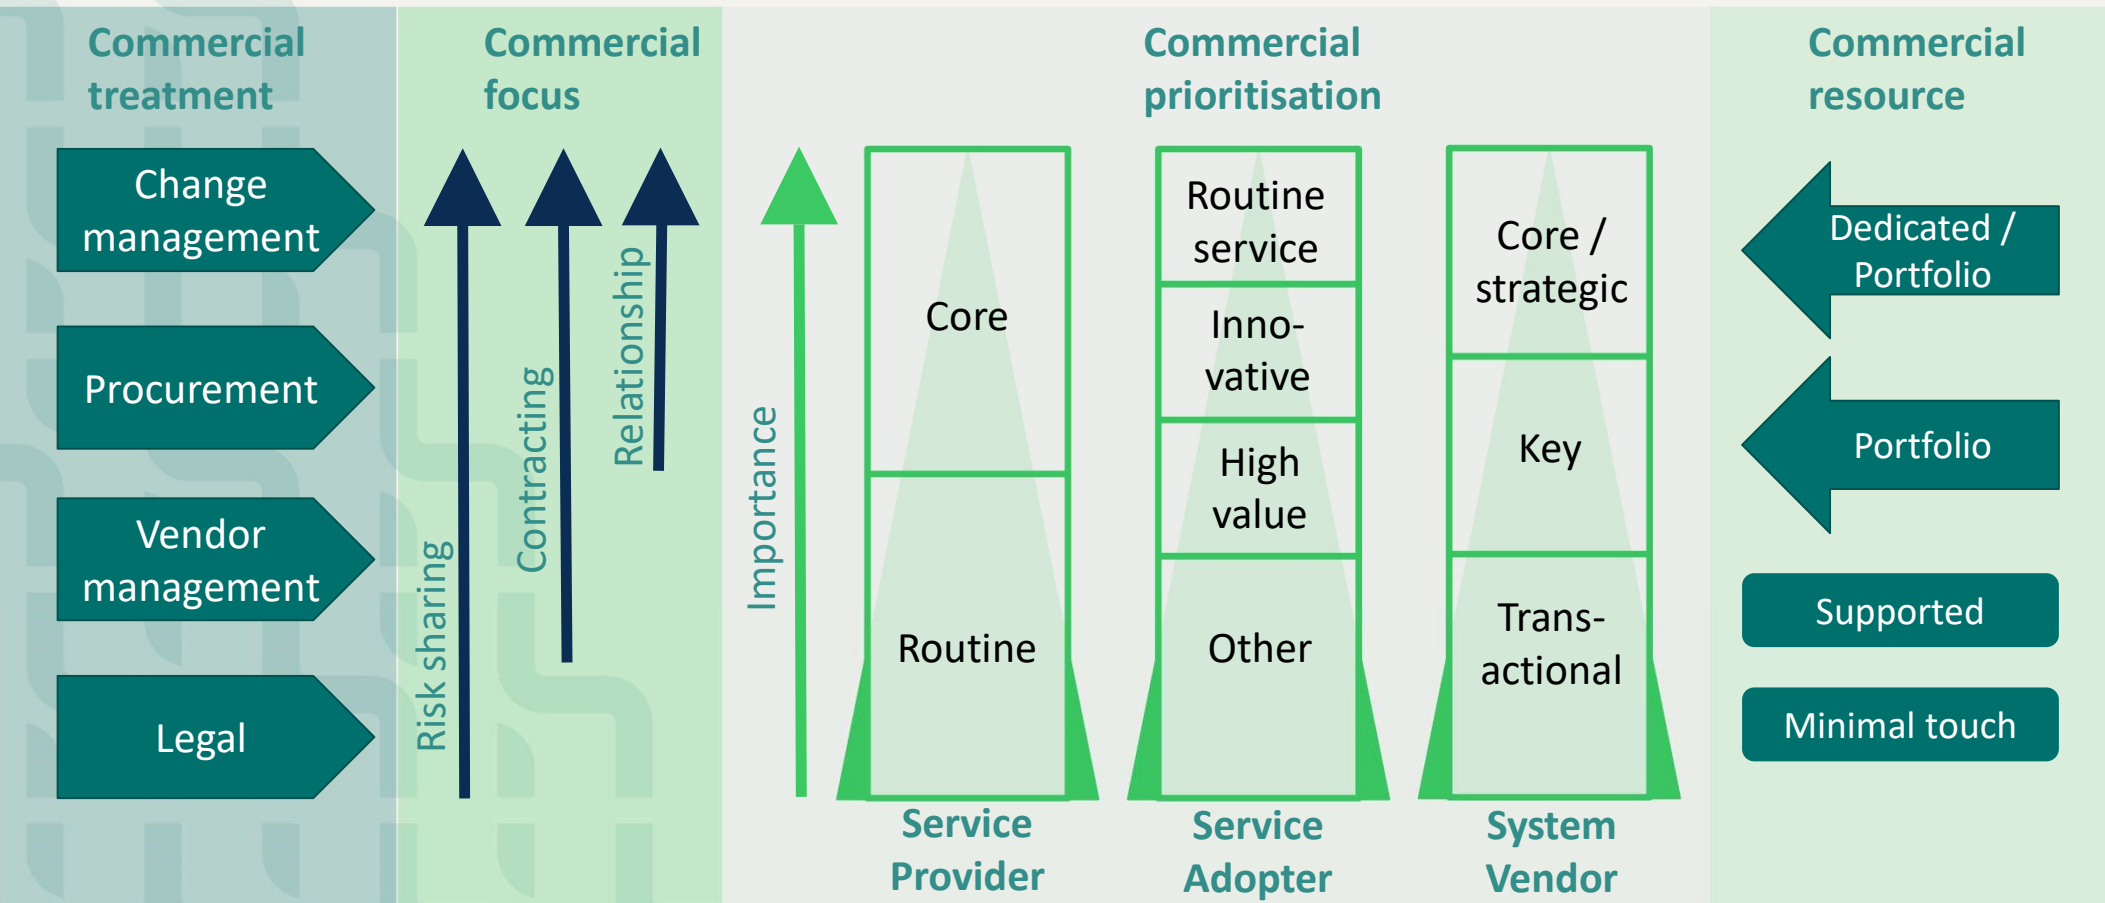 Commercial
treatment
Change
management
Procurement
Vendor
management
Legal
Commercial
focus
Risk sharing
Contracting
Relationship
Commercial
prioritisation
Importance
Core
Routine
Service
Provider
Routine
service
Inno-
vative
High
value
Other
Service
Adopter
Core /
strategic
Key
Trans-
actional
System
Vendor
Commercial
resource
Dedicated /
Portfolio
Portfolio
Supported
Minimal touch